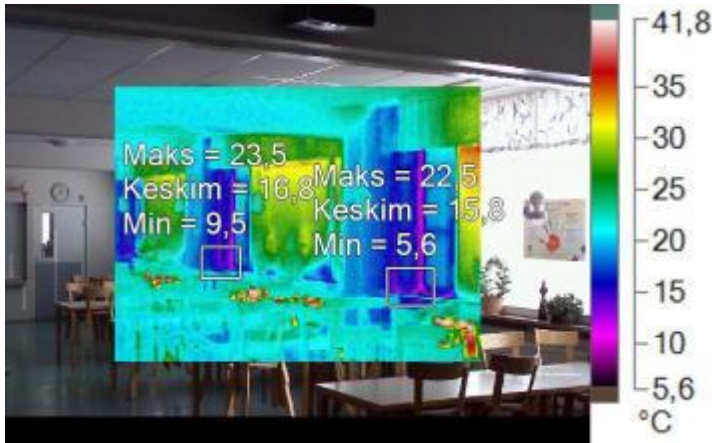 Maks = 23,5
Keskim = 16,8
Min = 9,5
Maks = 22,5
Keskim = 15,8
Min = 5,6
41,8
35
30
25
20
15
10
5,6
°C